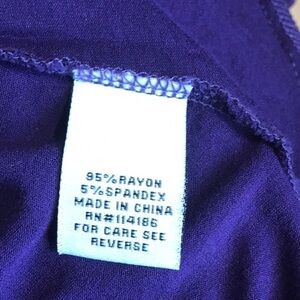 95%RAYON
5%SPANDEX
MADE IN CHINA
RN#114186
FOR CARE SEE
REVERSE